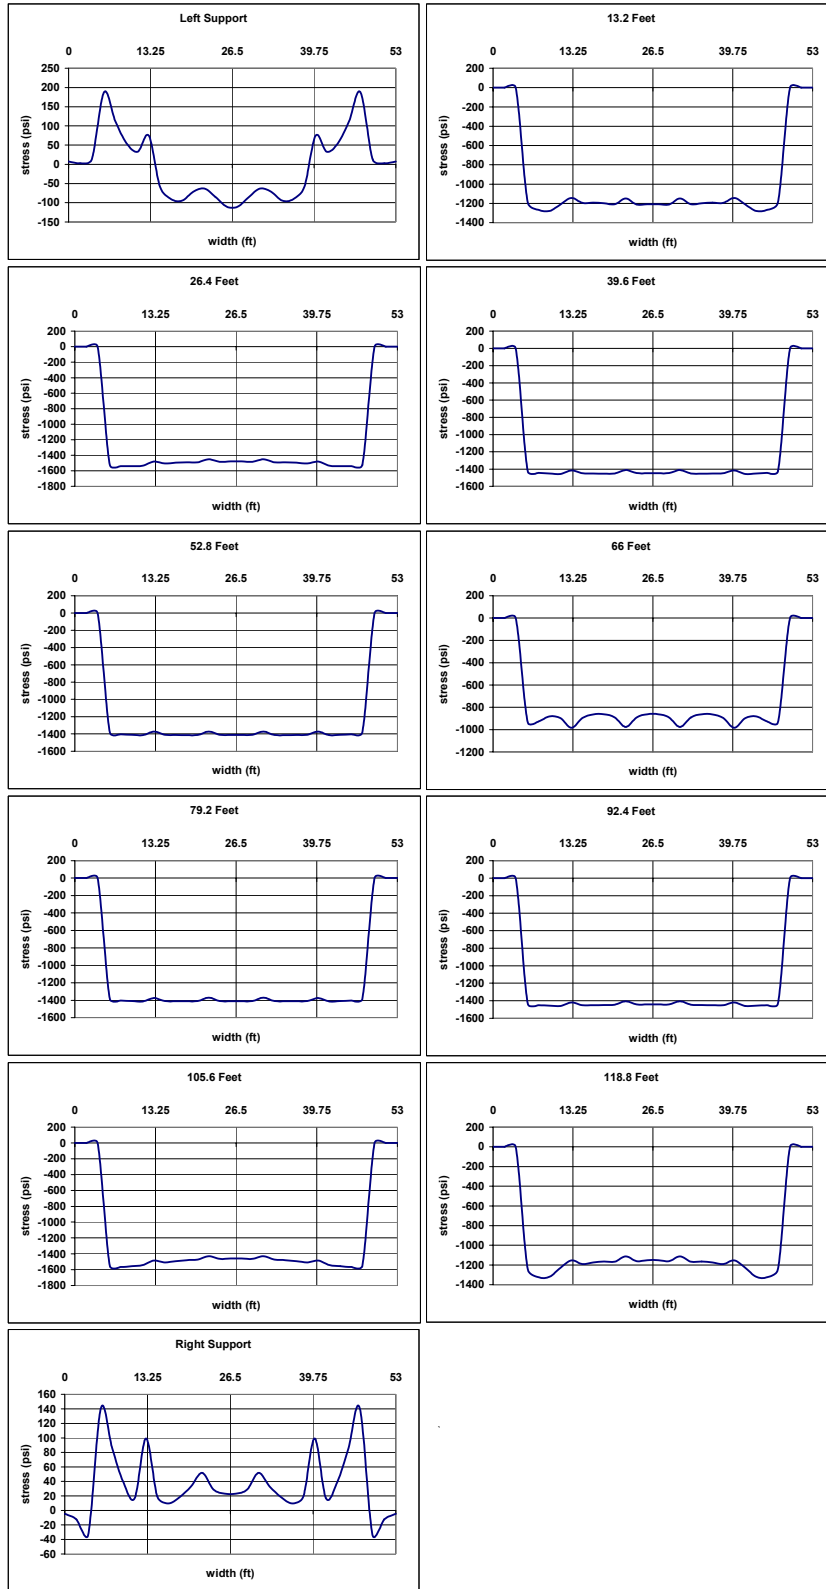 Left Support
0 13.25 26.5 39.75 53
250
200
150
100
50
0
-50
-100
-150
stress (psi)
width (ft)
13.2 Feet
0 13.25 26.5 39.75 53
200
0
-200
-400
-600
-800
-1000
-1200
-1400
stress (psi)
width (ft)
26.4 Feet
0 13.25 26.5 39.75 53
200
0
-200
-400
-600
-800
-1000
-1200
-1400
-1600
-1800
stress (psi)
width (ft)
39.6 Feet
0 13.25 26.5 39.75 53
200
0
-200
-400
-600
-800
-1000
-1200
-1400
-1600
stress (psi)
width (ft)
52.8 Feet
0 13.25 26.5 39.75 53
200
0
-200
-400
-600
-800
-1000
-1200
-1400
-1600
stress (psi)
width (ft)
66 Feet
0 13.25 26.5 39.75 53
200
0
-200
-400
-600
-800
-1000
-1200
stress (psi)
width (ft)
79.2 Feet
0 13.25 26.5 39.75 53
200
0
-200
-400
-600
-800
-1000
-1200
-1400
-1600
stress (psi)
width (ft)
92.4 Feet
0 13.25 26.5 39.75 53
200
0
-200
-400
-600
-800
-1000
-1200
-1400
-1600
stress (psi)
width (ft)
105.6 Feet
0 13.25 26.5 39.75 53
200
0
-200
-400
-600
-800
-1000
-1200
-1400
-1600
-1800
stress (psi)
width (ft)
118.8 Feet
0 13.25 26.5 39.75 53
200
0
-200
-400
-600
-800
-1000
-1200
-1400
stress (psi)
width (ft)
Right Support
0 13.25 26.5 39.75 53
160
140
120
100
80
60
40
20
0
-20
-40
-60
stress (psi)
width (ft)